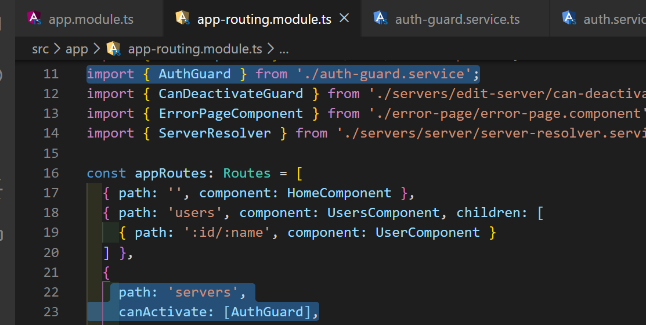 app.module.ts
app-routing.module.ts
auth-guard.service.ts
auth.servic
src > app > app-routing.module.ts > ...
11 import { AuthGuard } from './auth-guard.service';
12 import { CanDeactivateGuard } from './servers/edit-server/can-deactiva
13 import { ErrorPageComponent } from './error-page/error-page.component'
14 import { ServerResolver } from './servers/server/server-resolver.servi
15
16 const appRoutes: Routes = [
17 { path: '', component: HomeComponent },
18 { path: 'users', component: UsersComponent, children: [
19 { path: ':id/:name', component: UserComponent }
20 ] },
21 {
22 path: 'servers',
23 canActivate: [AuthGuard],